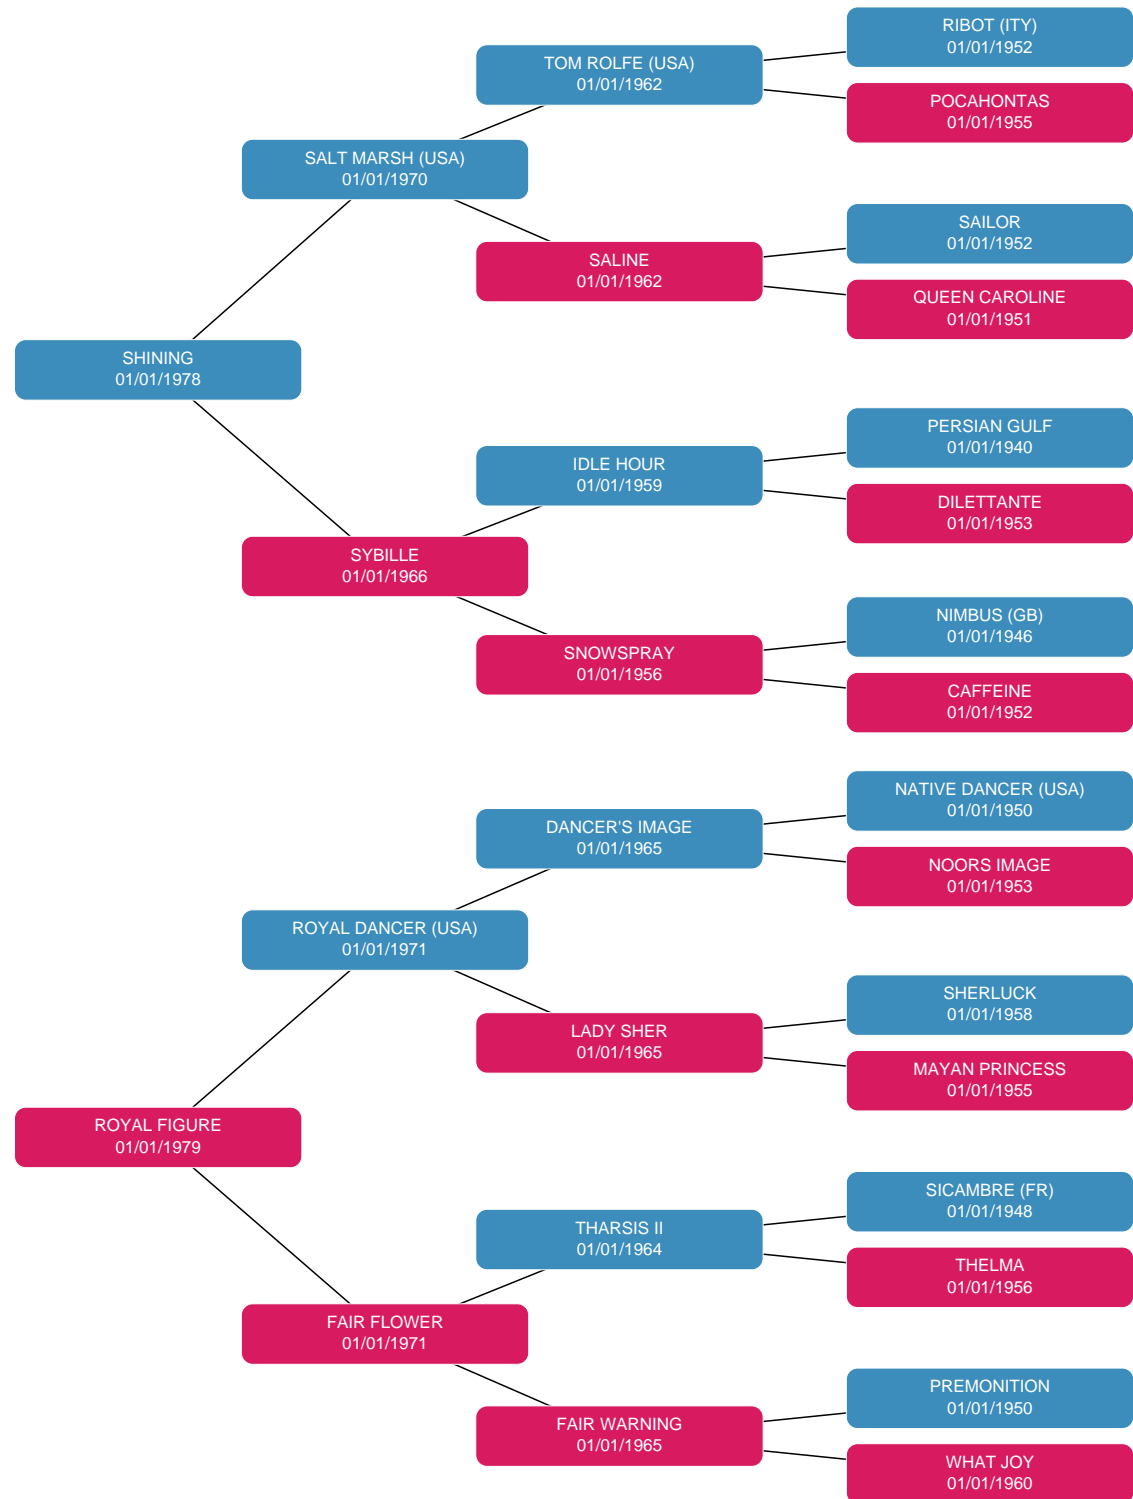 RIBOT (ITY)
01/01/1952
TOM ROLFE (USA)
01/01/1962
POCAHONTAS
01/01/1955
SALT MARSH (USA)
01/01/1970
SAILOR
01/01/1952
SALINE
01/01/1962
QUEEN CAROLINE
01/01/1951
SHINING
01/01/1978
PERSIAN GULF
01/01/1940
IDLE HOUR
01/01/1959
DILETTANTE
01/01/1953
SYBILLE
01/01/1966
NIMBUS (GB)
01/01/1946
SNOWSPRAY
01/01/1956
CAFFEINE
01/01/1952
NATIVE DANCER (USA)
01/01/1950
DANCER'S IMAGE
01/01/1965
NOORS IMAGE
01/01/1953
ROYAL DANCER (USA)
01/01/1971
SHERLUCK
01/01/1958
LADY SHER
01/01/1965
MAYAN PRINCESS
01/01/1955
ROYAL FIGURE
01/01/1979
SICAMBRE (FR)
01/01/1948
THARSIS II
01/01/1964
THELMA
01/01/1956
FAIR FLOWER
01/01/1971
PREMONITION
01/01/1950
FAIR WARNING
01/01/1965
WHAT JOY
01/01/1960